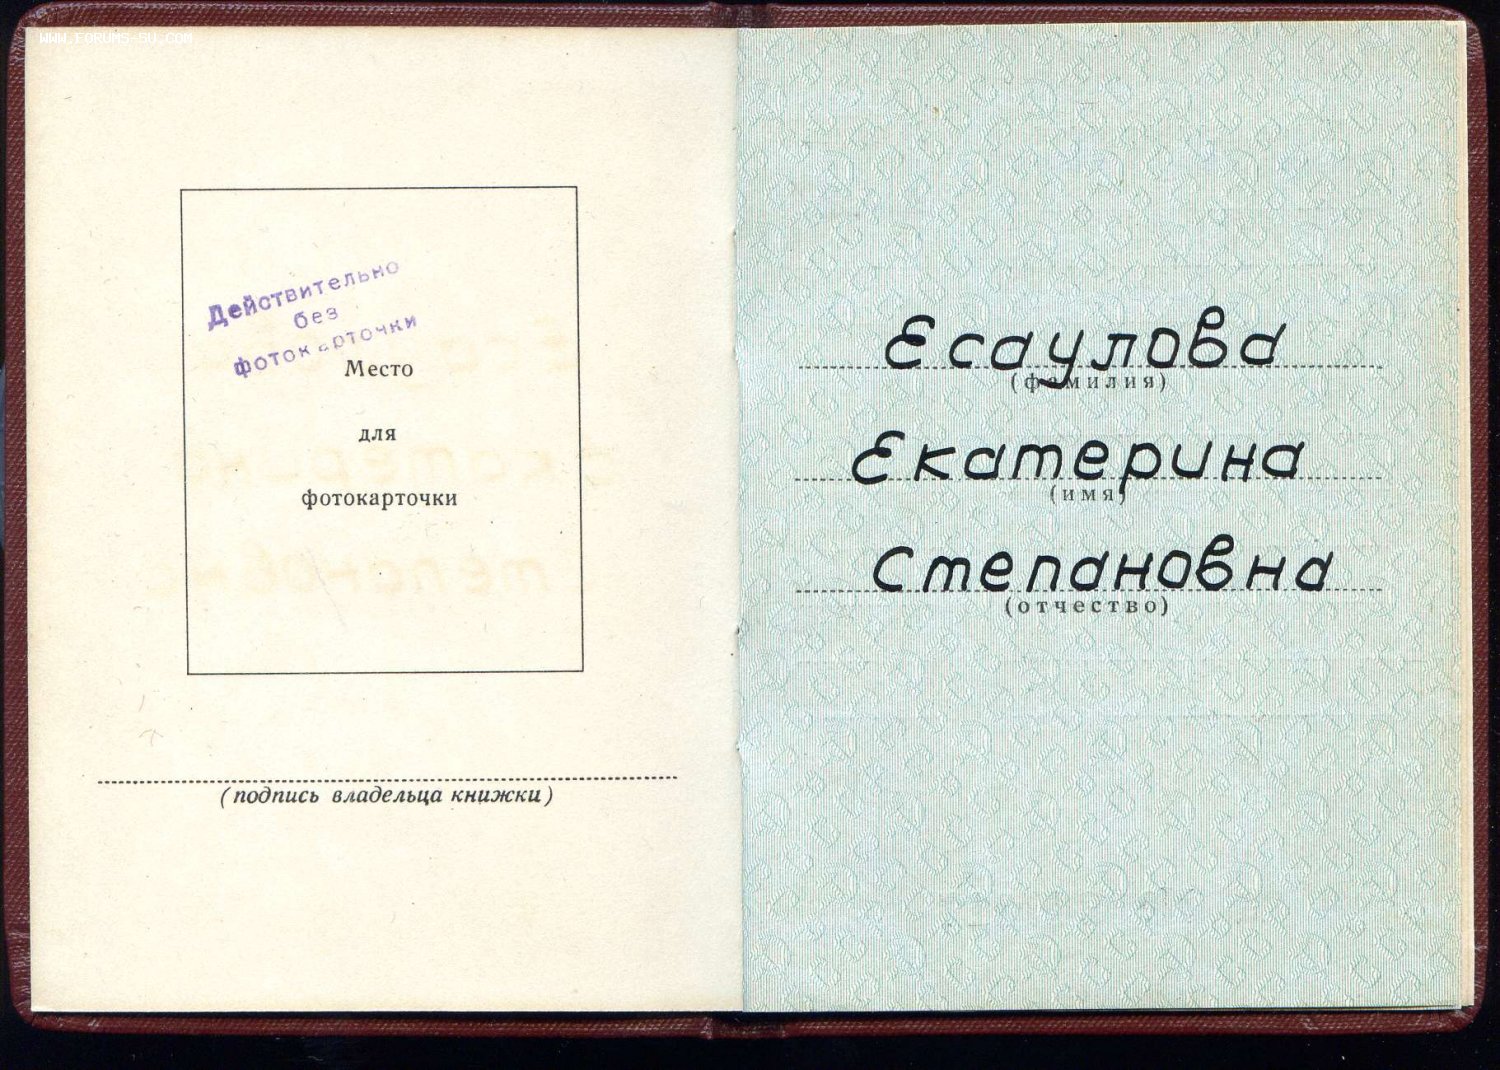 WWW.FORUMS-SU.COM
Действительно
без
фотокарточки
Место
для
фотокарточки
(подпись владельца книжки)
Есаулова
(фамилия)
Екатерина
(имя)
Степановна
(отчество)